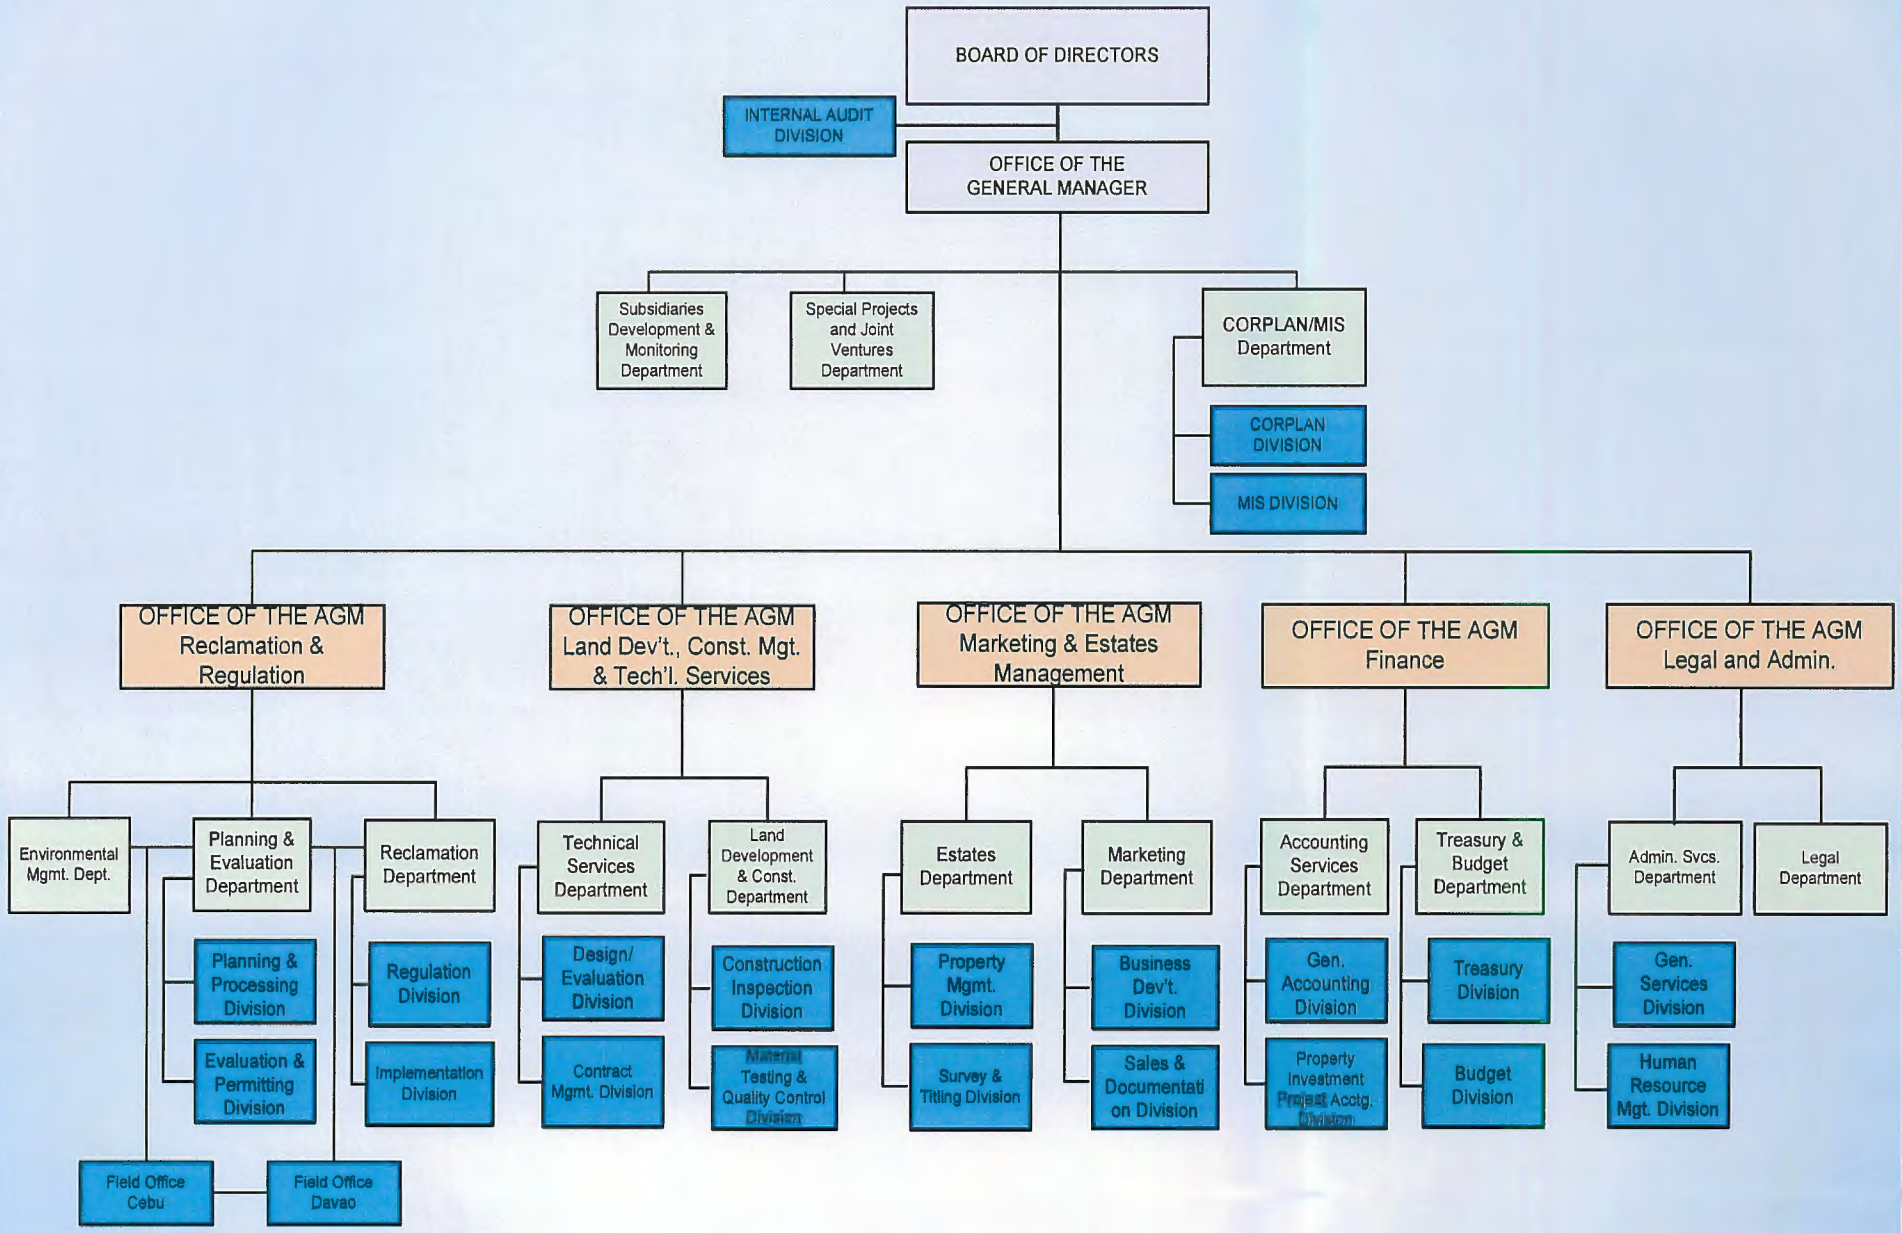 BOARD OF DIRECTORS
INTERNAL AUDIT
DIVISION
OFFICE OF THE
GENERAL MANAGER
Subsidiaries
Development &
Monitoring
Department
Special Projects
and Joint
Ventures
Department
CORPLAN/MIS
Department
CORPLAN
DIVISION
MIS DIVISION
OFFICE OF THE AGM
Reclamation &
Regulation
OFFICE OF THE AGM
Land Dev't., Const. Mgt.
& Tech'l. Services
OFFICE OF THE AGM
Marketing & Estates
Management
OFFICE OF THE AGM
Finance
OFFICE OF THE AGM
Legal and Admin.
Environmental
Mgmt. Dept.
Planning &
Evaluation
Department
Reclamation
Department
Technical
Services
Department
Land
Development
& Const.
Department
Estates
Department
Marketing
Department
Accounting
Services
Department
Treasury &
Budget
Department
Admin. Svcs.
Department
Legal
Department
Planning &
Processing
Division
Regulation
Division
Design/
Evaluation
Division
Construction
Inspection
Division
Property
Mgmt.
Division
Business
Dev't.
Division
Gen.
Accounting
Division
Treasury
Division
Gen.
Services
Division
Evaluation &
Permitting
Division
Implementation
Division
Contract
Mgmt. Division
Material
Testing &
Quality Control
Division
Survey &
Titling Division
Sales &
Documentati
on Division
Property
Investment
Project Acctg.
Division
Budget
Division
Human
Resource
Mgt. Division
Field Office
Cebu
Field Office
Davao